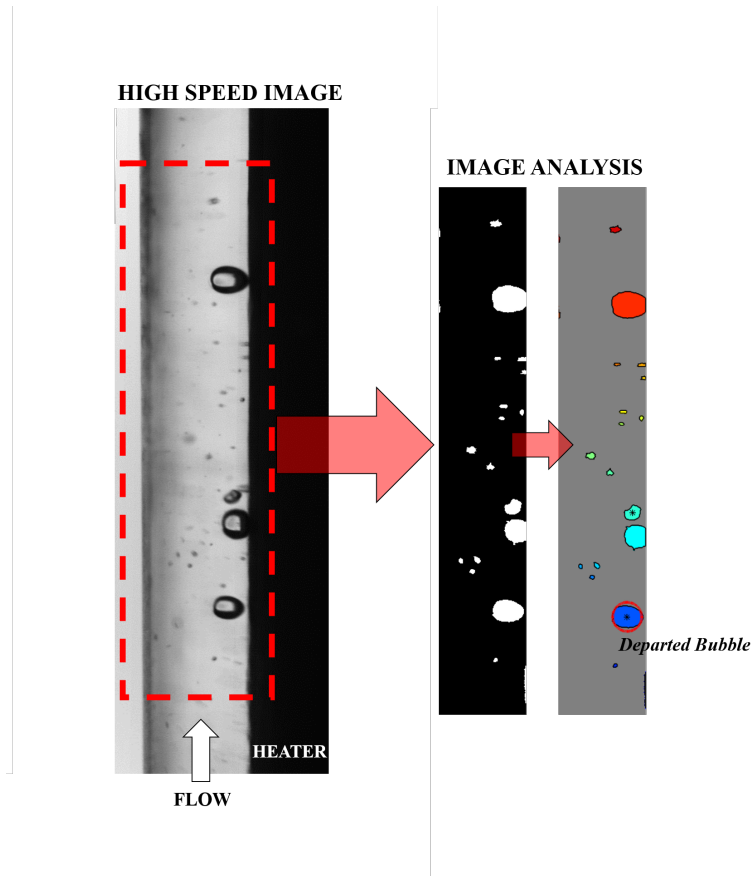 HIGH SPEED IMAGE
IMAGE ANALYSIS
Departed Bubble
HEATER
FLOW